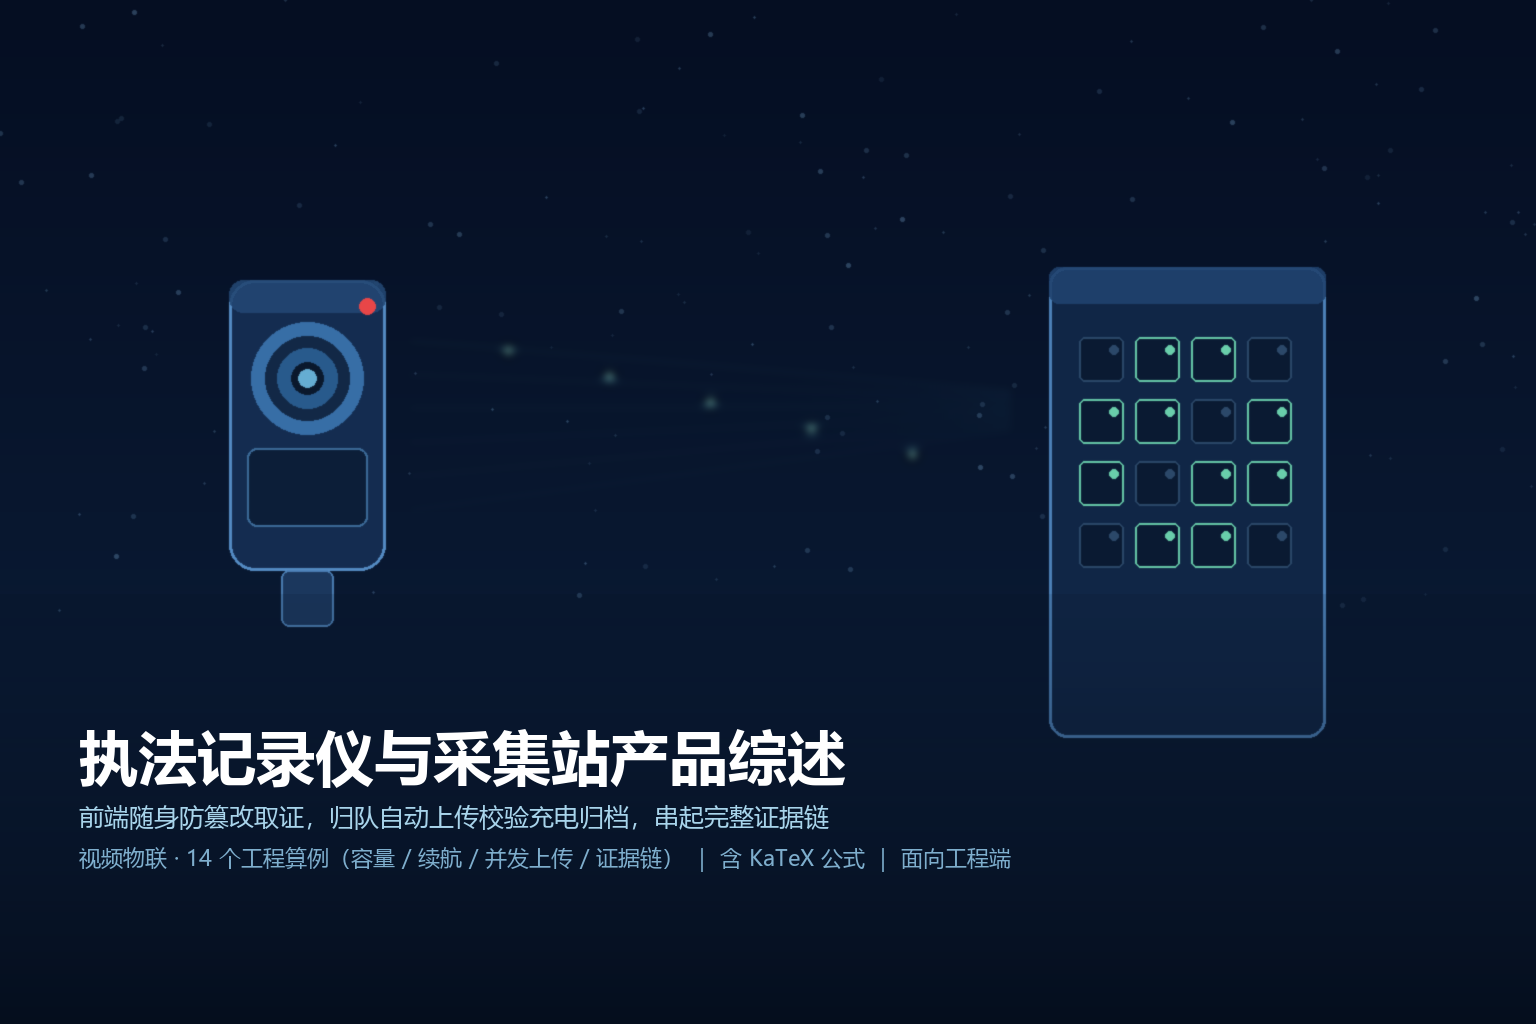 执法记录仪与采集站产品综述
前端随身防篡改取证，归队自动上传校验充电归档，串起完整证据链
视频物联 · 14 个工程算例（容量 / 续航 / 并发上传 / 证据链） ｜ 含 KaTeX 公式 ｜ 面向工程端